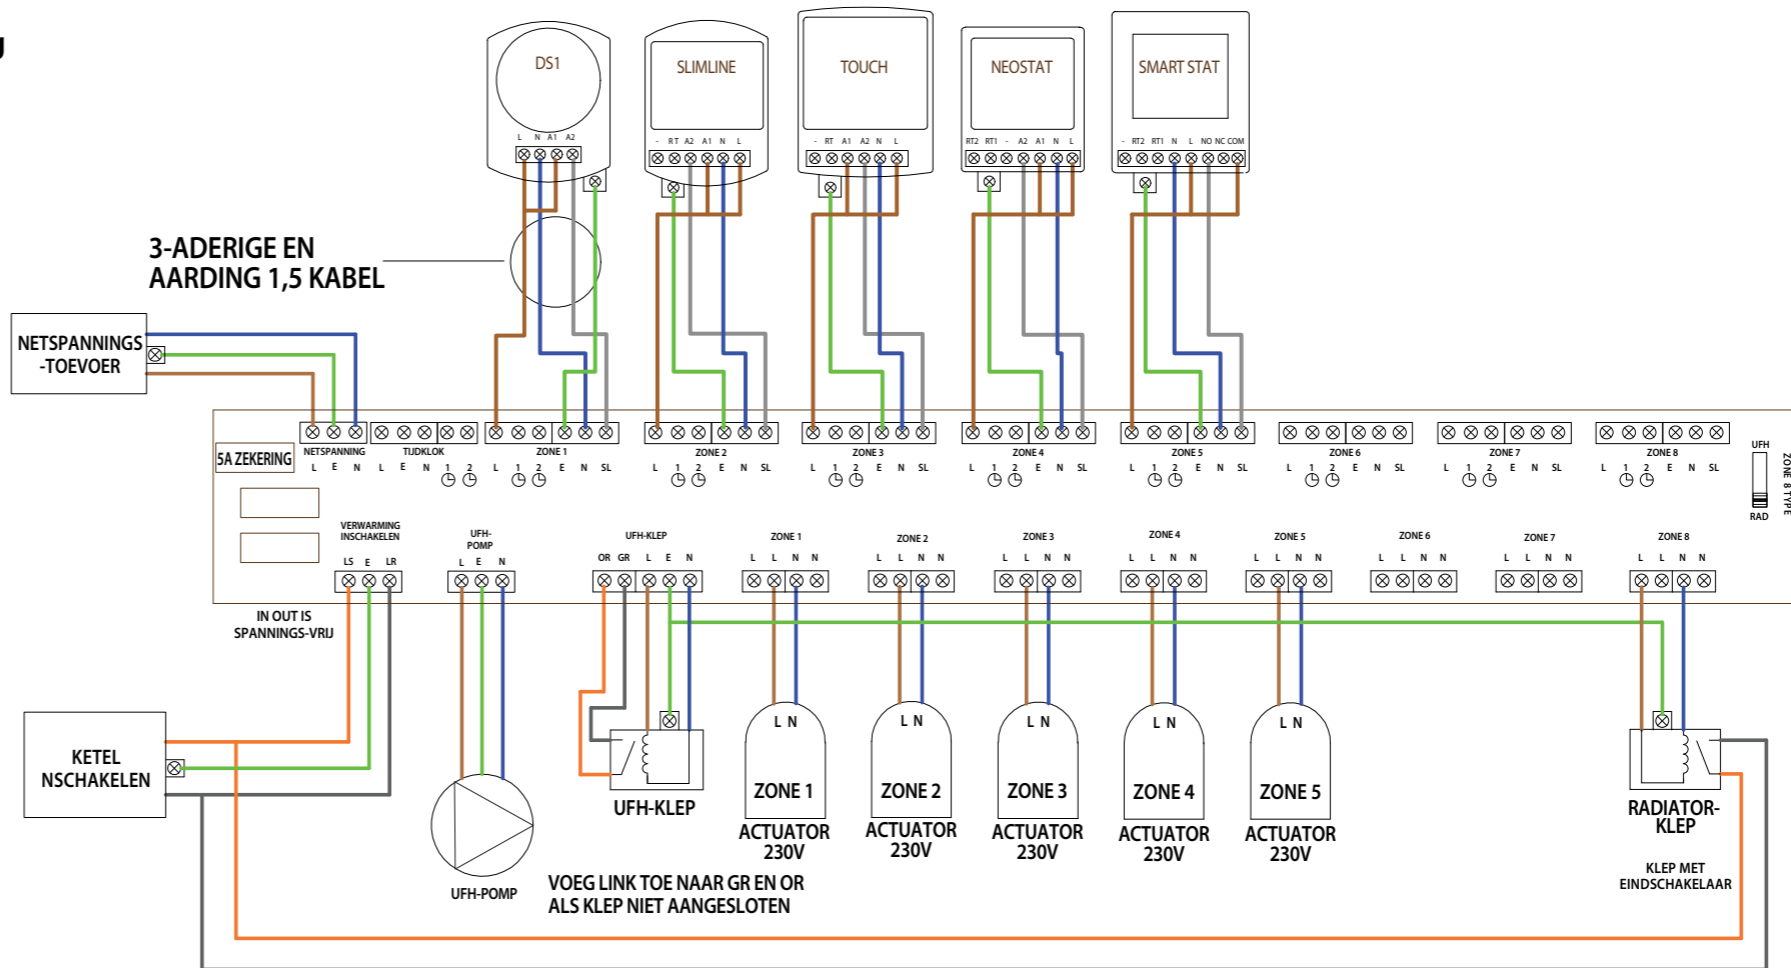 DS1
SLIMLINE
TOUCH
NEOSTAT
SMART STAT
L N A1 A2
- RT A2 A1 N L
- RT A1 A2 N L
RT2 RT1 - A2 A1 N L
- RT2 RT1 N L NO NC COM
3-ADERIGE EN
AARDING 1,5 KABEL
NETSPANNINGS
-TOEVOER
5A ZEKERING
NETSPANNING
L E N
TIJDKLOK
L E N 1 2
ZONE 1
L 1 2 E N SL
ZONE 2
L 1 2 E N SL
ZONE 3
L 1 2 E N SL
ZONE 4
L 1 2 E N SL
ZONE 5
L 1 2 E N SL
ZONE 6
L 1 2 E N SL
ZONE 7
L 1 2 E N SL
ZONE 8
L 1 2 E N SL
UFH
RAD
ZONE 8 TYPE
VERWARMING
INSCHAKELEN
LS E LR
UFH-
POMP
L E N
UFH-KLEP
OR GR L E N
ZONE 1
L L N N
ZONE 2
L L N N
ZONE 3
L L N N
ZONE 4
L L N N
ZONE 5
L L N N
ZONE 6
L L N N
ZONE 7
L L N N
ZONE 8
L L N N
IN OUT IS
SPANNINGS-VRIJ
KETEL
NSCHAKELEN
UFH-POMP
UFH-KLEP
L N
ZONE 1
ACTUATOR
230V
L N
ZONE 2
ACTUATOR
230V
L N
ZONE 3
ACTUATOR
230V
L N
ZONE 4
ACTUATOR
230V
L N
ZONE 5
ACTUATOR
230V
RADIATOR-
KLEP
KLEP MET
EINDSCHAKELAAR
VOEG LINK TOE NAAR GR EN OR
ALS KLEP NIET AANGESLOTEN